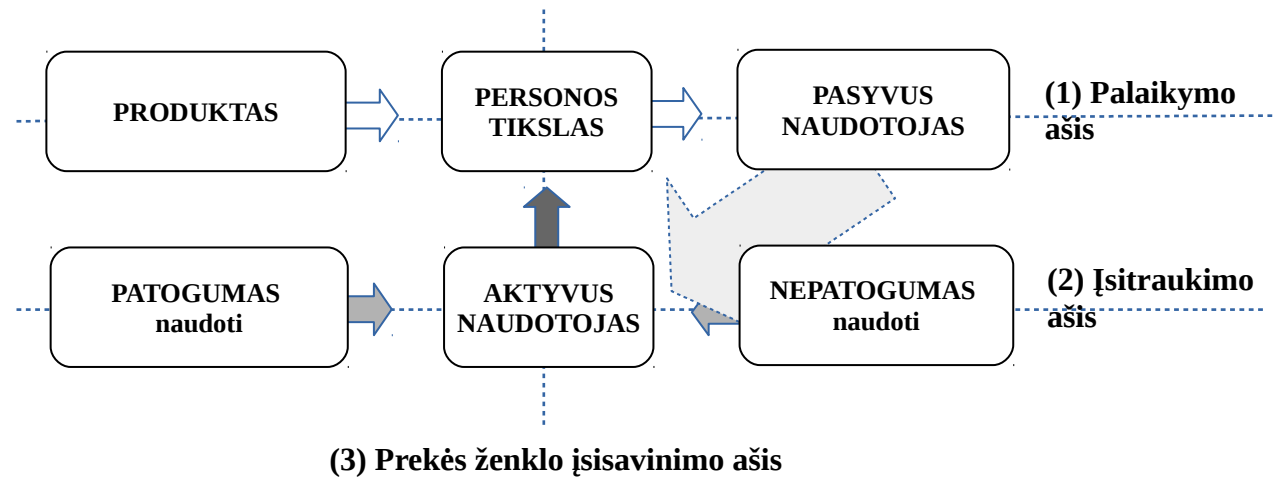 PRODUKTAS
PERSONOS
TIKSLAS
PASYVUS
NAUDOTOJAS
(1) Palaikymo
ašis
PATOGUMAS
naudoti
AKTYVUS
NAUDOTOJAS
NEPATOGUMAS
naudoti
(2) Įsitraukimo
ašis
(3) Prekės ženklo įsisavinimo ašis